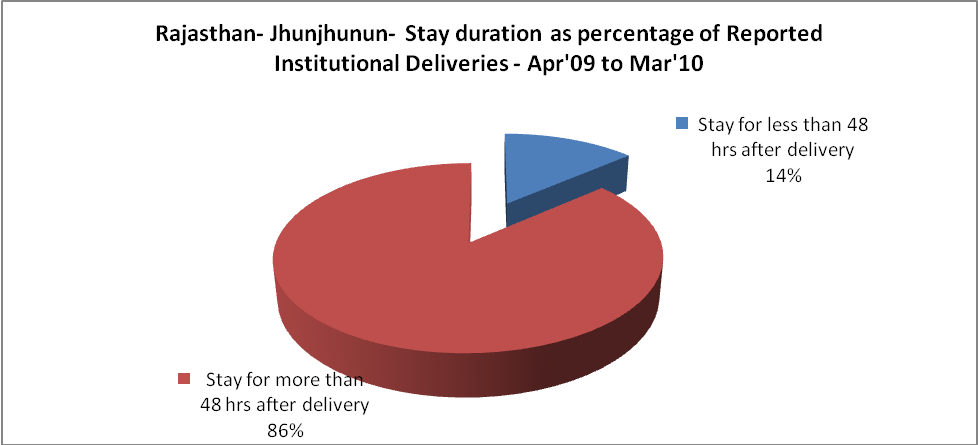 Rajasthan- Jhunjhunun- Stay duration as percentage of Reported
Institutional Deliveries - Apr'09 to Mar'10
Stay for less than 48
hrs after delivery
14%
Stay for more than
48 hrs after delivery
86%